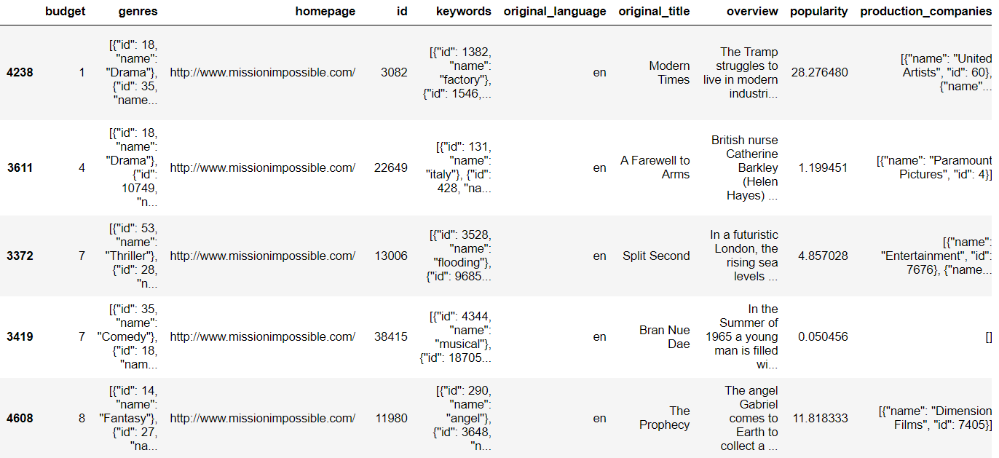 budget genres homepage id keywords original_language original_title overview popularity production_companies
[{"id": 18,
"name":
"Drama"},
{"id": 35,
"name...
4238 1 http://www.missionimpossible.com/ 3082
[{"id": 1382,
"name":
"factory"},
{"id": 1546,...
en
Modern
Times
The Tramp
struggles to
live in modern
industri...
28.276480
[{"name": "United
Artists", "id": 60},
{"name"...
[{"id": 18,
"name":
"Drama"},
{"id":
10749,
"n...
3611 4 http://www.missionimpossible.com/ 22649
[{"id": 131,
"name":
"italy"}, {"id":
428, "na...
en
A Farewell to
Arms
British nurse
Catherine
Barkley
(Helen
Hayes) ...
1.199451
[{"name": "Paramount
Pictures", "id": 4}]
[{"id": 53,
"name":
"Thriller"},
{"id": 28,
"n...
3372 7 http://www.missionimpossible.com/ 13006
[{"id": 3528,
"name":
"flooding"},
{"id": 9685...
en
Split Second
In a futuristic
London, the
rising sea
levels ...
4.857028
[{"name":
"Entertainment", "id":
7676}, {"name...
[{"id": 35,
"name":
"Comedy"},
{"id": 18,
"nam...
3419 7 http://www.missionimpossible.com/ 38415
[{"id": 4344,
"name":
"musical"},
{"id": 18705...
en
Bran Nue
Dae
In the
Summer of
1965 a young
man is filled
wi...
0.050456
[]
[{"id": 14,
"name":
"Fantasy"},
{"id": 27,
"na...
4608 8 http://www.missionimpossible.com/ 11980
[{"id": 290,
"name":
"angel"},
{"id": 3648,
"n...
en
The
Prophecy
The angel
Gabriel
comes to
Earth to
collect a ...
11.818333
[{"name": "Dimension
Films", "id": 7405}]